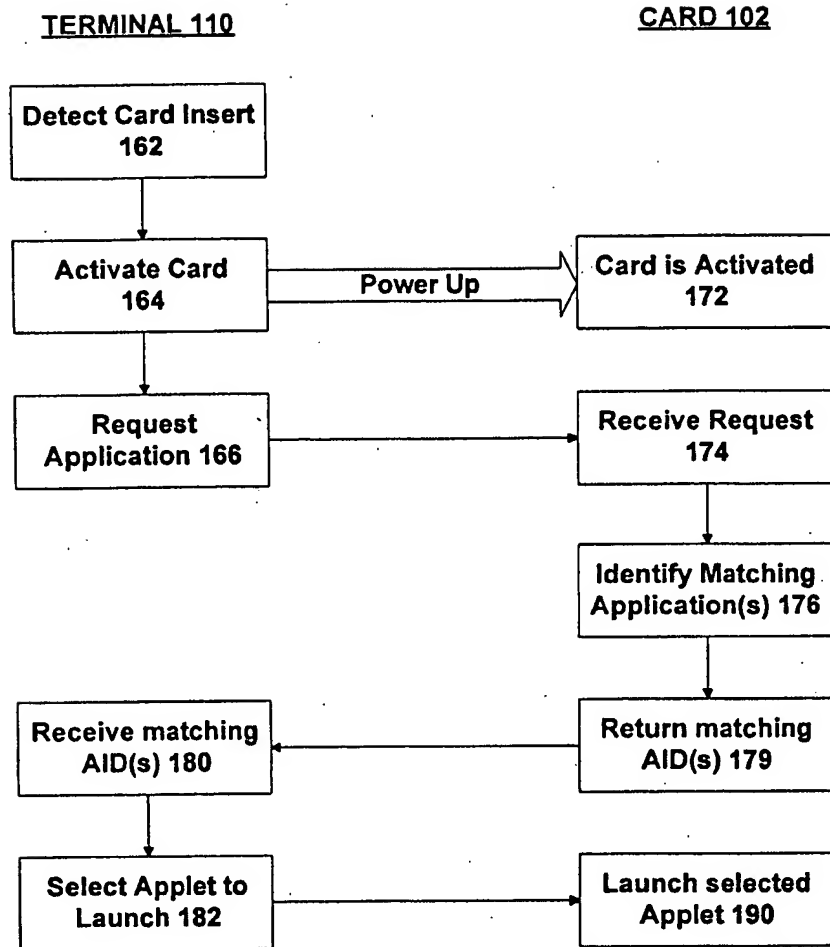 TERMINAL 110
CARD 102
Detect Card Insert
162
Activate Card
164
Power Up
Card is Activated
172
Request
Application 166
Receive Request
174
Identify Matching
Application(s) 176
Receive matching
AID(s) 180
Return matching
AID(s) 179
Select Applet to
Launch 182
Launch selected
Applet 190